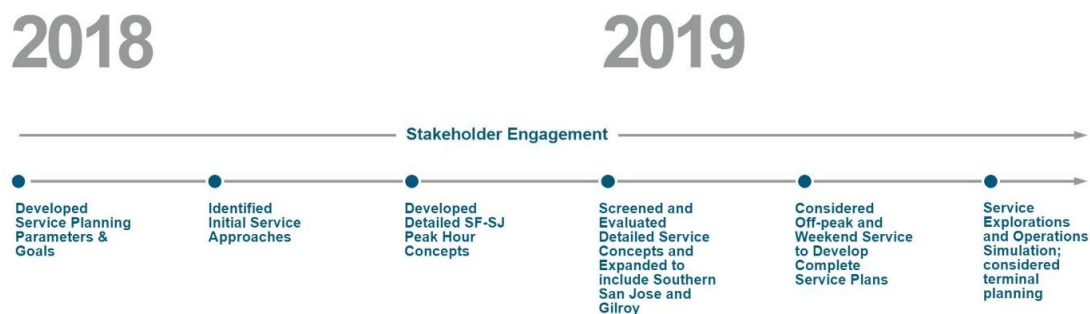 2018
2019
Stakeholder Engagement
Developed
Service Planning
Parameters &
Goals
Identified
Initial Service
Approaches
Developed
Detailed SF-SJ
Peak Hour
Concepts
Screened and
Evaluated
Detailed Service
Concepts and
Expanded to
include Southern
San Jose and
Gilroy
Considered
Off-peak and
Weekend Service
to Develop
Complete
Service Plans
Service
Explorations
and Operations
Simulation;
considered
terminal
planning